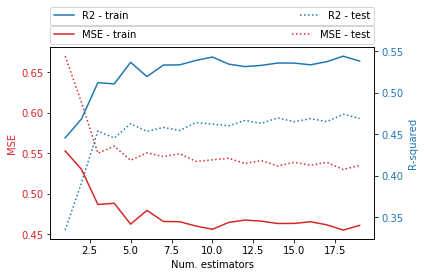 R2 - train R2 - test
MSE - train MSE - test
0.65
0.60
0.55
0.50
0.45
MSE
0.55
0.50
0.45
0.40
0.35
R-squared
2.5 5.0 7.5 10.0 12.5 15.0 17.5
Num. estimators